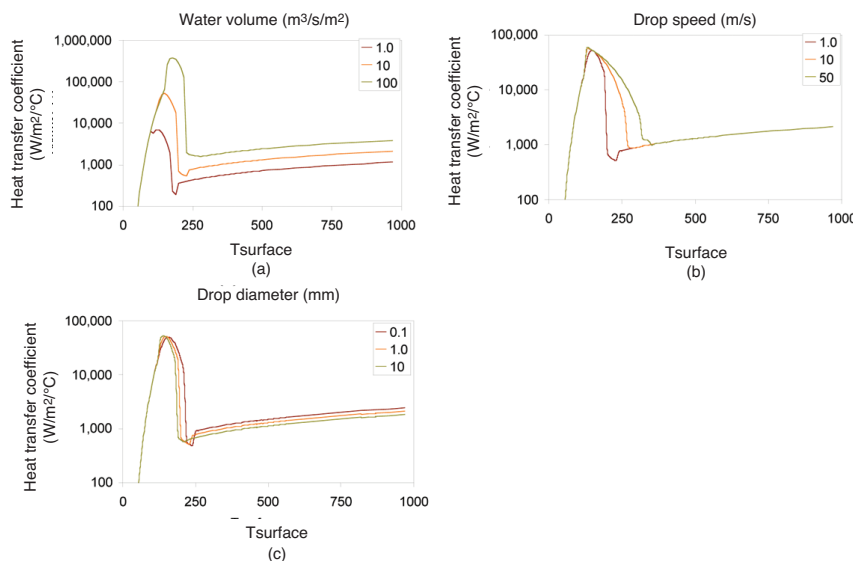 Water volume (m³/s/m²)
Heat transfer coefficient
(W/m²/°C)
1,000,000
100,000
10,000
1,000
100
1.0
10
100
0
250
500
750
1000
Tsurface
(a)
Drop speed (m/s)
Heat transfer coefficient
(W/m²/°C)
100,000
10,000
1,000
100
1.0
10
50
0
250
500
750
1000
Tsurface
(b)
Drop diameter (mm)
Heat transfer coefficient
(W/m²/°C)
100,000
10,000
1,000
100
0.1
1.0
10
0
250
500
750
1000
Tsurface
(c)